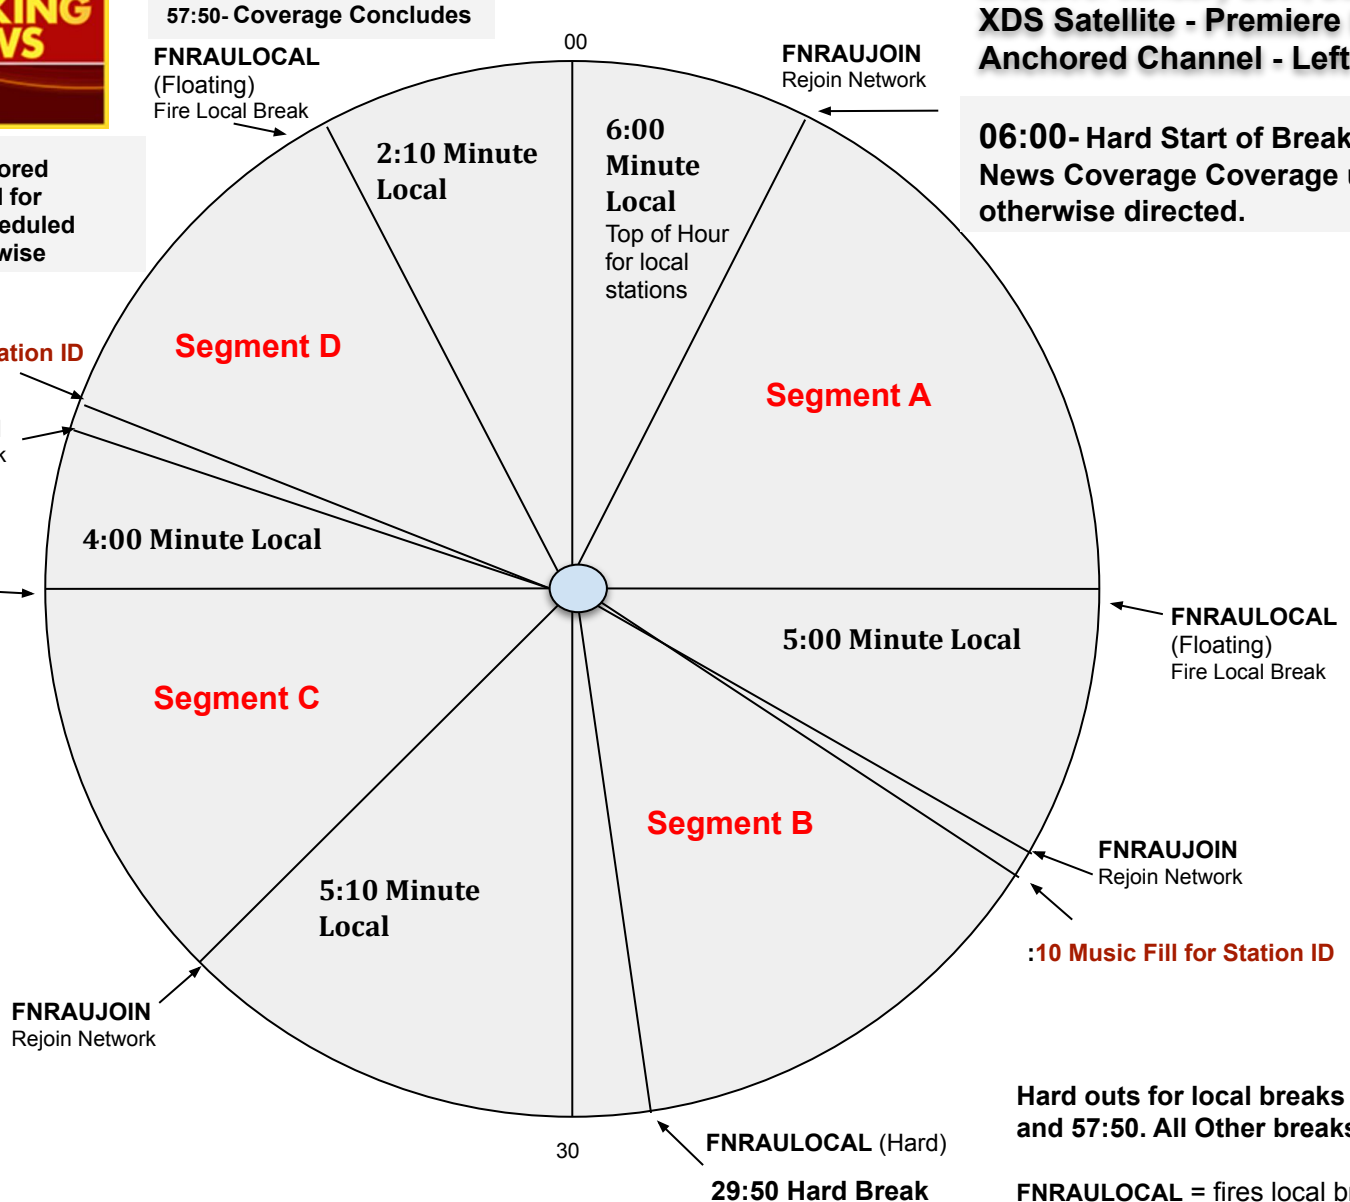 57:50- Coverage Concludes
XDS Satellite - Premiere
Anchored Channel - Left
00
FNRAULOCAL
(Floating)
Fire Local Break
FNRAUJOIN
Rejoin Network
06:00- Hard Start of Break
News Coverage Coverage
otherwise directed.
for
wise
2:10 Minute
Local
6:00
Minute
Local
Top of Hour
for local
stations
Segment D
Station ID
Segment A
4:00 Minute Local
5:00 Minute Local
FNRAULOCAL
(Floating)
Fire Local Break
Segment C
Segment B
5:10 Minute
Local
FNRAUJOIN
Rejoin Network
:10 Music Fill for Station ID
FNRAUJOIN
Rejoin Network
Hard outs for local breaks
and 57:50. All Other breaks
30
FNRAULOCAL (Hard)
29:50 Hard Break
FNRAULOCAL = fires local